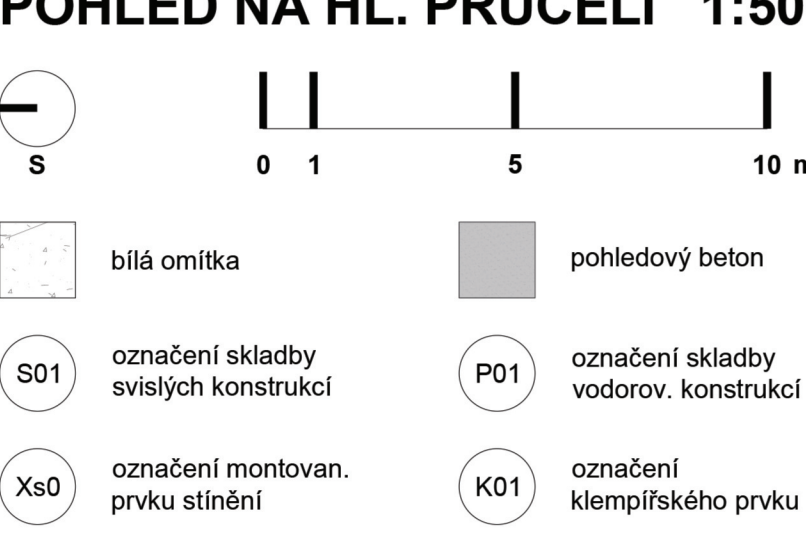 POHLED NA HL. PRŮČELÍ 1:50
S
0 1 5 10 m
bílá omítka
pohledový beton
S01
označení skladby
svislých konstrukcí
P01
označení skladby
vodorov. konstrukcí
Xs0
označení montovan.
prvku stínění
K01
označení
klempířského prvku